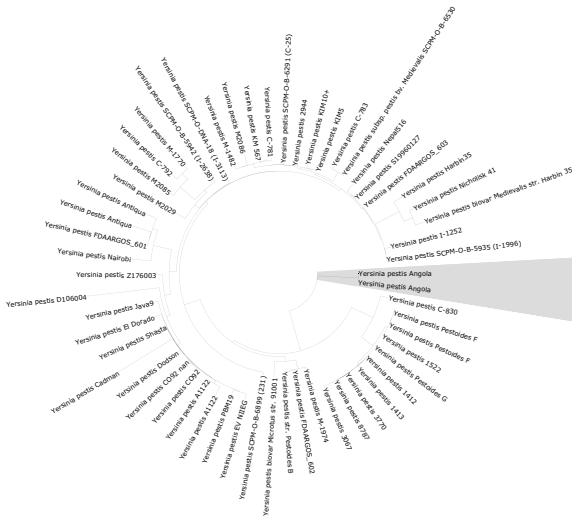 Yersinia pestis Angola
Yersinia pestis Angola
Yersinia pestis C-830
Yersinia pestis Pestoides F
Yersinia pestis Pestoides F
Yersinia pestis 1522
Yersinia pestis Pestoides G
Yersinia pestis 1412
Yersinia pestis 1413
Yersinia pestis 3770
Yersinia pestis 8787
Yersinia pestis 3067
Yersinia pestis M-1974
Yersinia pestis FDAARGOS_602
Yersinia pestis str. Pestoides B
Yersinia pestis biovar Microtus str. 91001
Yersinia pestis SCPM-O-B-6899 (231)
Yersinia pestis EV NIIEG
Yersinia pestis PBM19
Yersinia pestis A1122
Yersinia pestis A1122
Yersinia pestis CO92
Yersinia pestis CO92_nan
Yersinia pestis Dodson
Yersinia pestis Cadman
Yersinia pestis Shasta
Yersinia pestis El Dorado
Yersinia pestis Java9
Yersinia pestis D106004
Yersinia pestis Z176003
Yersinia pestis Nairobi
Yersinia pestis FDAARGOS_601
Yersinia pestis Antiqua
Yersinia pestis Antiqua
Yersinia pestis M2029
Yersinia pestis M2085
Yersinia pestis C-792
Yersinia pestis M-1770
Yersinia pestis SCPM-O-B-5942 (I-2638)
Yersinia pestis SCPM-O-DNA-18 (I-3113)
Yersinia pestis M-1482
Yersinia pestis M2086
Yersinia pestis KM 567
Yersinia pestis C-781
Yersinia pestis SCPM-O-B-6291 (C-25)
Yersinia pestis 2944
Yersinia pestis KIM10+
Yersinia pestis KIM5
Yersinia pestis C-783
Yersinia pestis subsp. pestis bv. Medievalis SCPM-O-B-6530
Yersinia pestis Nepal516
Yersinia pestis S19960127
Yersinia pestis FDAARGOS_603
Yersinia pestis Harbin35
Yersinia pestis Nicholisk 41
Yersinia pestis biovar Medievalis str. Harbin 35
Yersinia pestis I-1252
Yersinia pestis SCPM-O-B-5935 (I-1996)